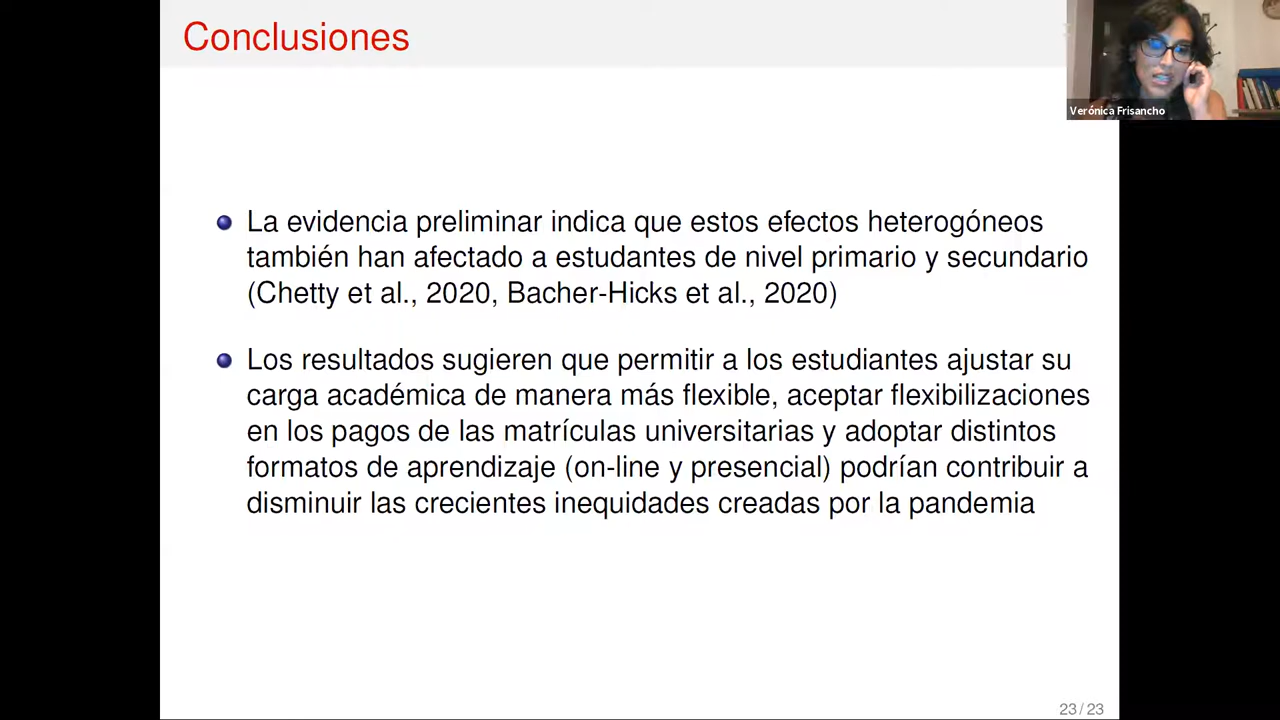 Conclusiones
Verónica Frisancho
La evidencia preliminar indica que estos efectos heterogóneos
también han afectado a estudantes de nivel primario y secundario
(Chetty et al., 2020, Bacher-Hicks et al., 2020)
Los resultados sugieren que permitir a los estudiantes ajustar su
carga académica de manera más flexible, aceptar flexibilizaciones
en los pagos de las matrículas universitarias y adoptar distintos
formatos de aprendizaje (on-line y presencial) podrían contribuir a
disminuir las crecientes inequidades creadas por la pandemia
23 / 23